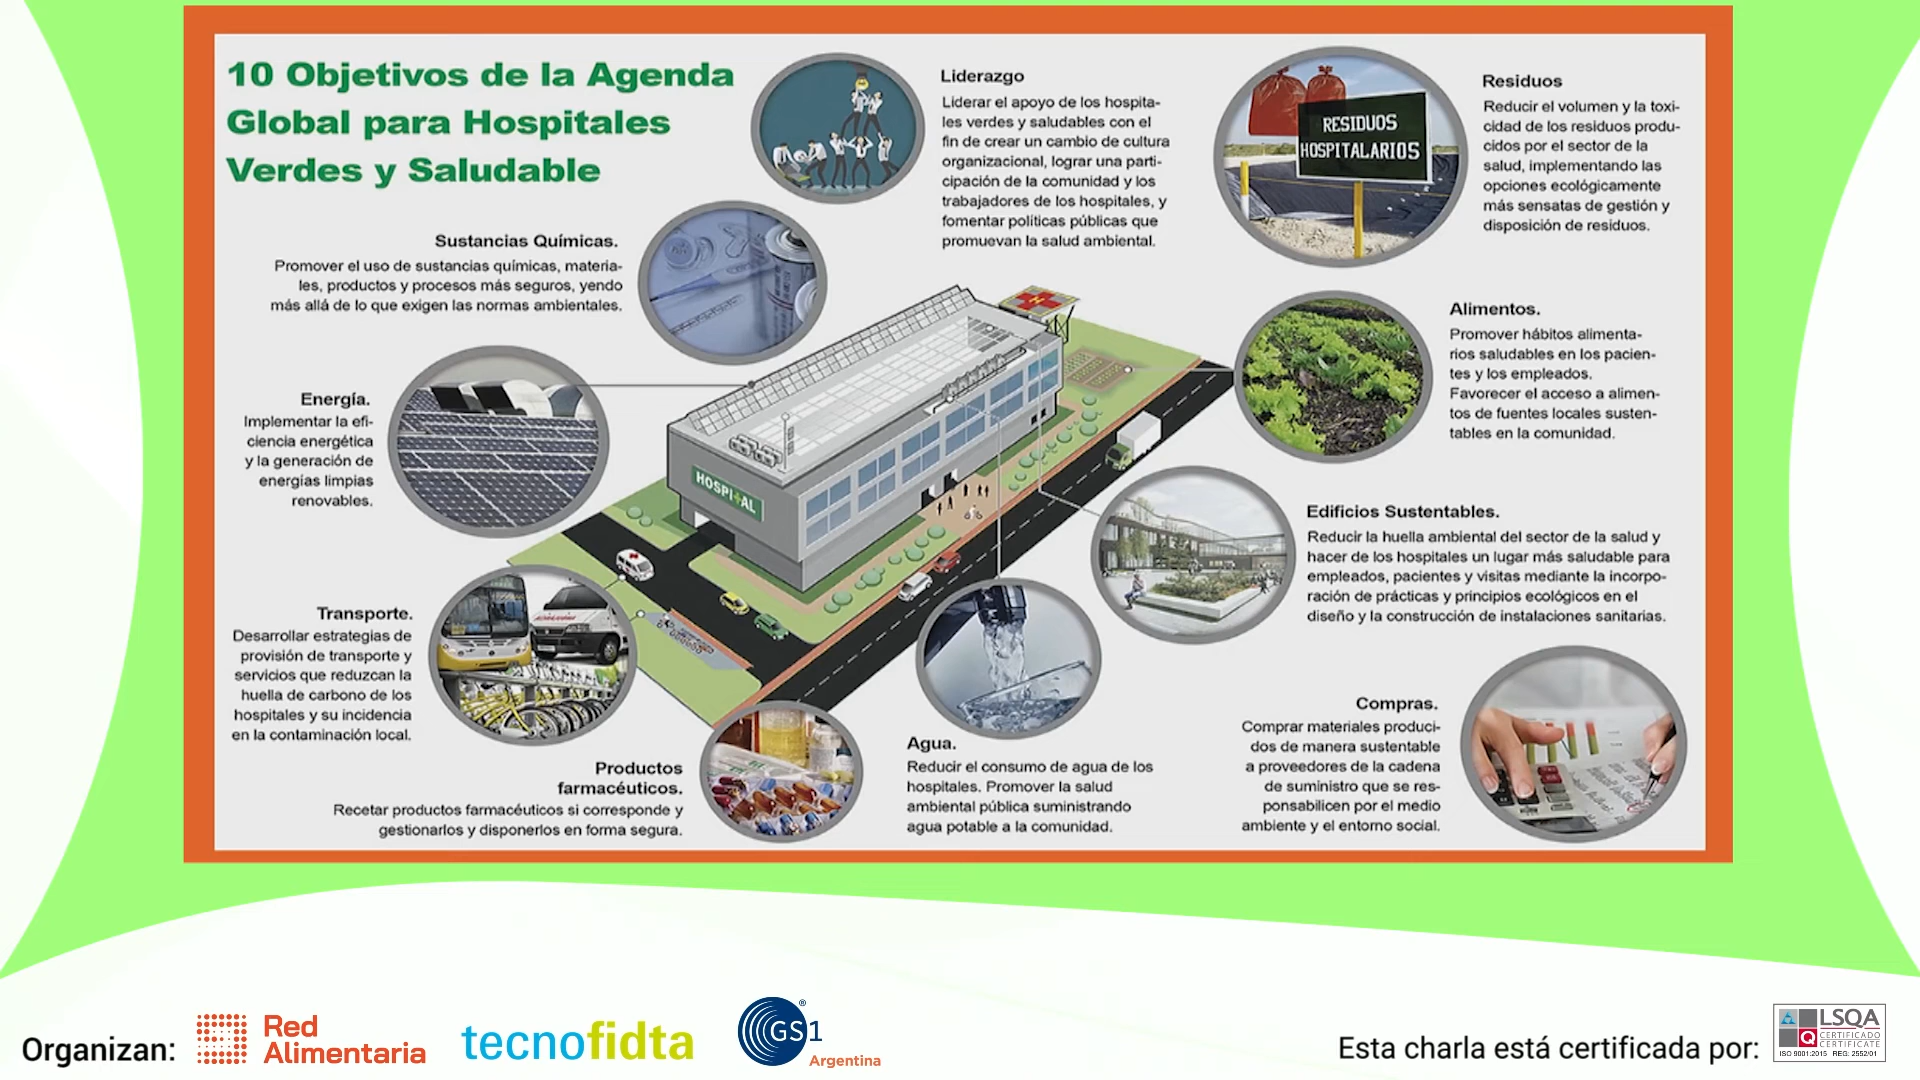 10 Objetivos de la Agenda
Global para Hospitales
Verdes y Saludable
Liderazgo
Liderar el apoyo de los hospita-
les verdes y saludables con el
fin de crear un cambio de cultura
organizacional, lograr una parti-
cipación de la comunidad y los
trabajadores de los hospitales, y
fomentar políticas públicas que
promuevan la salud ambiental.
RESIDUOS
HOSPITALARIOS
Residuos
Reducir el volumen y la toxi-
cidad de los residuos produ-
cidos por el sector de la
salud, implementando las
opciones ecológicamente
más sensatas de gestión y
disposición de residuos.
Sustancias Químicas.
Promover el uso de sustancias químicas, materia-
les, productos y procesos más seguros, yendo
más allá de lo que exigen las normas ambientales.
Alimentos.
Promover hábitos alimenta-
rios saludables en los pacien-
tes y los empleados.
Favorecer el acceso a alimen-
tos de fuentes locales susten-
tables en la comunidad.
Energía.
Implementar la efi-
ciencia energética
y la generación de
energías limpias
renovables.
HOSPITAL
Edificios Sustentables.
Reducir la huella ambiental del sector de la salud y
hacer de los hospitales un lugar más saludable para
empleados, pacientes y visitas mediante la incorpo-
ración de prácticas y principios ecológicos en el
diseño y la construcción de instalaciones sanitarias.
Transporte.
Desarrollar estrategias de
provisión de transporte y
servicios que reduzcan la
huella de carbono de los
hospitales y su incidencia
en la contaminación local.
Productos
farmacéuticos.
Recetar productos farmacéuticos si corresponde y
gestionarlos y disponerlos en forma segura.
Agua.
Reducir el consumo de agua de los
hospitales. Promover la salud
ambiental pública suministrando
agua potable a la comunidad.
Compras.
Comprar materiales produci-
dos de manera sustentable
a proveedores de la cadena
de suministro que se res-
ponsabilicen por el medio
ambiente y el entorno social.
Organizan:
Red
Alimentaria
tecnofidta
GS1
®
Argentina
Esta charla está certificada por:
LSQA
Q
CERTIFICADO
CERTIFICATE
ISO 9001:2015 REG: 2552/01